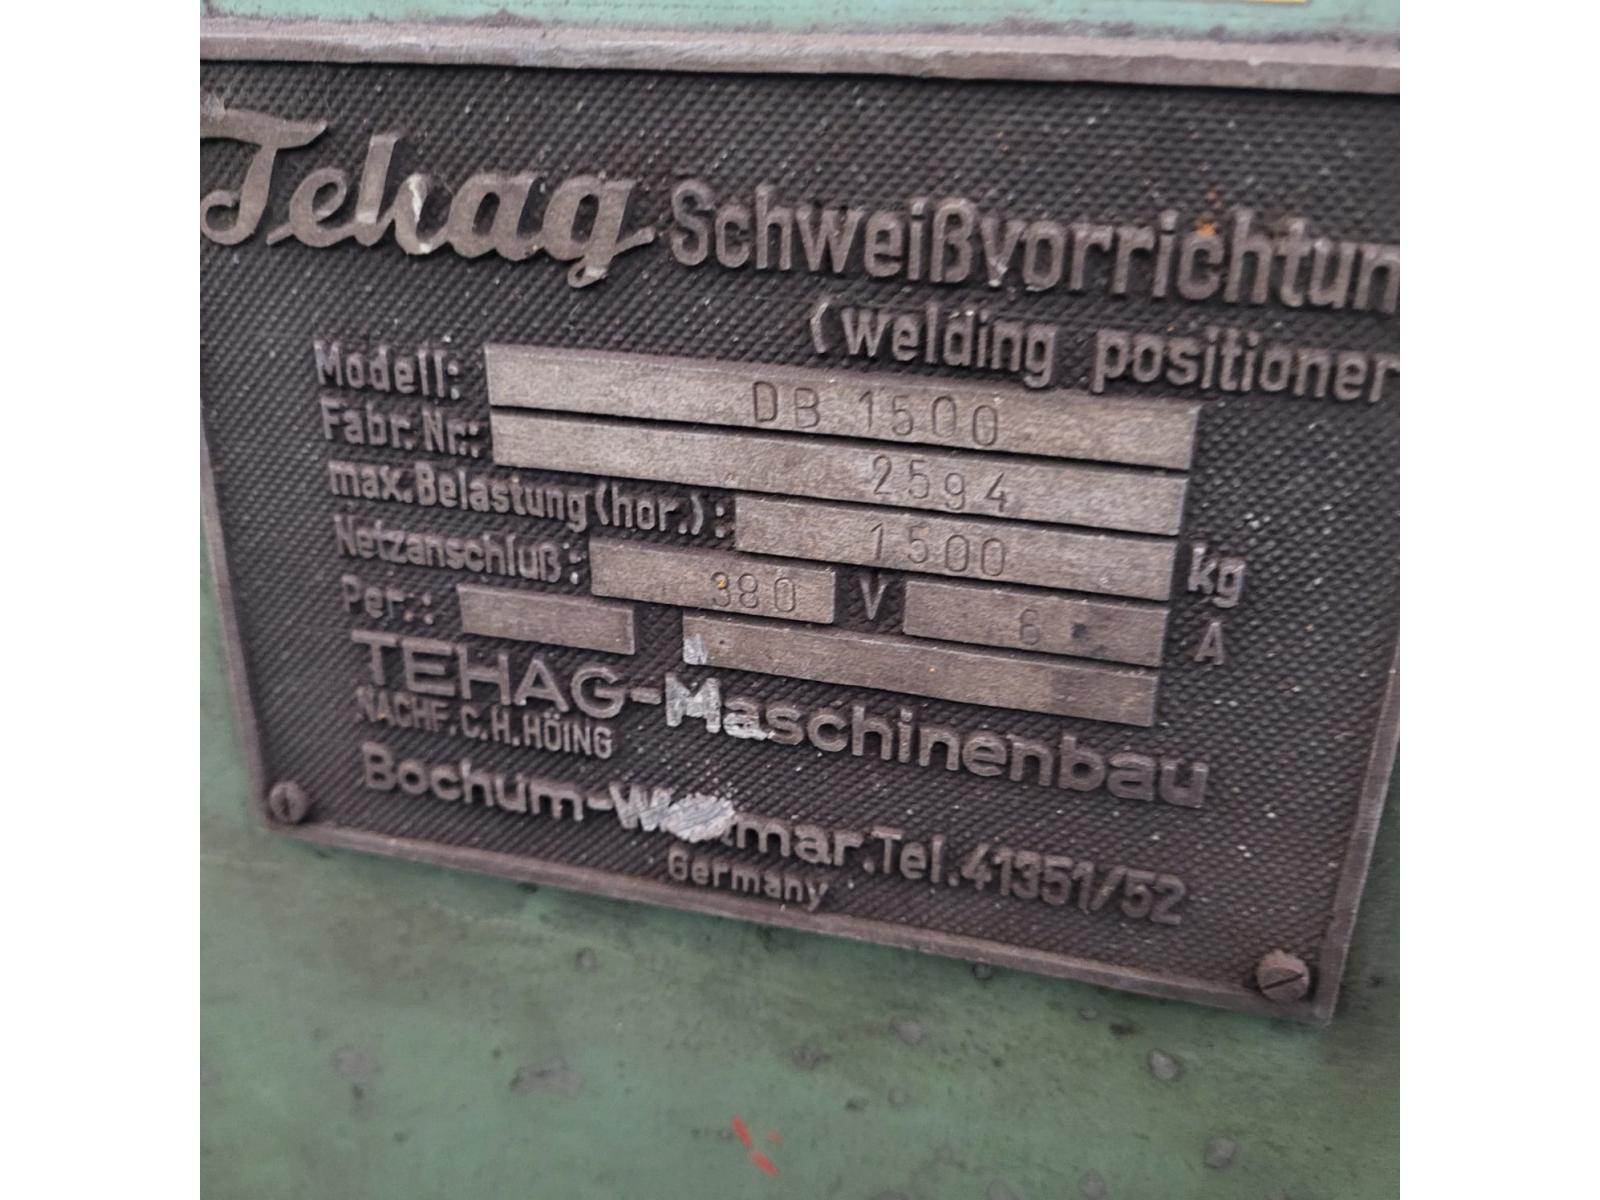 Tehag Schweißvorrichtun
(welding positioner
Modell: DB 1500
Fabr. Nr.: 2594
max. Belastung (hor.): 1500 kg
Netzanschluß: 380 V 6 A
Per.:
TEHAG-Maschinenbau
NACHF. C. H. HÖING
Bochum- Tel. 41351/52
Germany